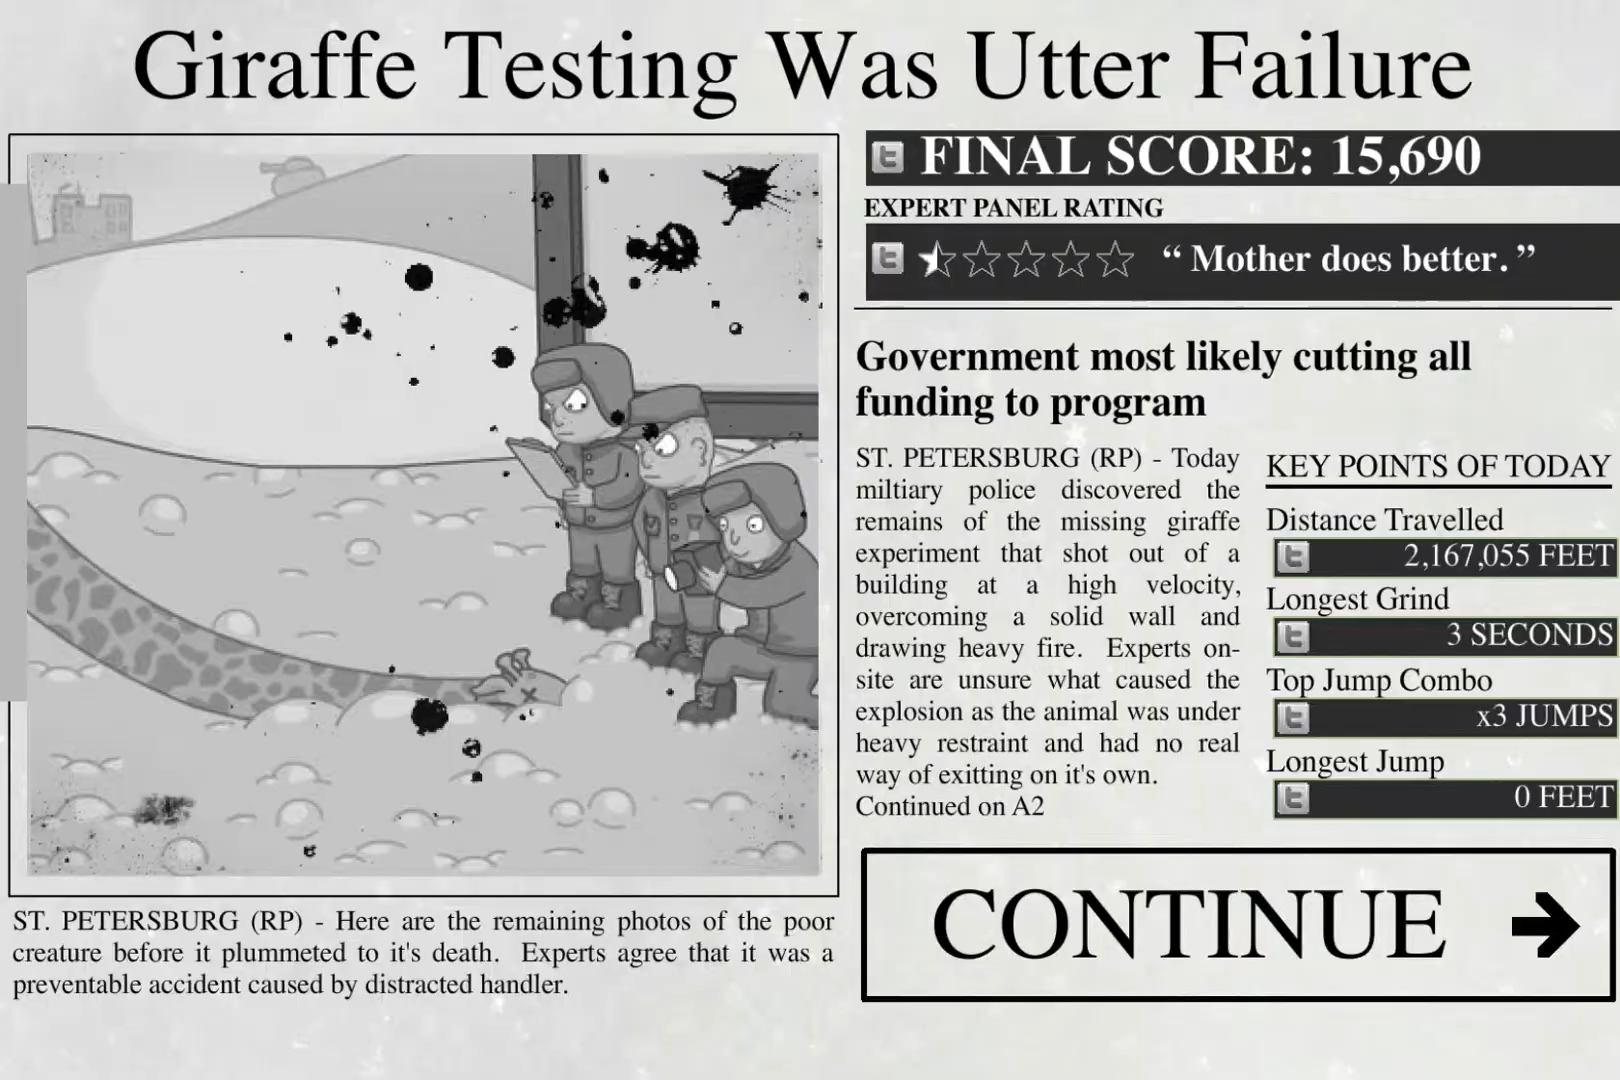 Giraffe Testing Was Utter Failure
FINAL SCORE: 15,690
EXPERT PANEL RATING
“ Mother does better. ”
Government most likely cutting all
funding to program
ST. PETERSBURG (RP) - Today
miltiary police discovered the
remains of the missing giraffe
experiment that shot out of a
building at a high velocity,
overcoming a solid wall and
drawing heavy fire. Experts on-
site are unsure what caused the
explosion as the animal was under
heavy restraint and had no real
way of exitting on it's own.
Continued on A2
KEY POINTS OF TODAY
Distance Travelled
2,167,055 FEET
Longest Grind
3 SECONDS
Top Jump Combo
x3 JUMPS
Longest Jump
0 FEET
CONTINUE
ST. PETERSBURG (RP) - Here are the remaining photos of the poor
creature before it plummeted to it's death. Experts agree that it was a
preventable accident caused by distracted handler.